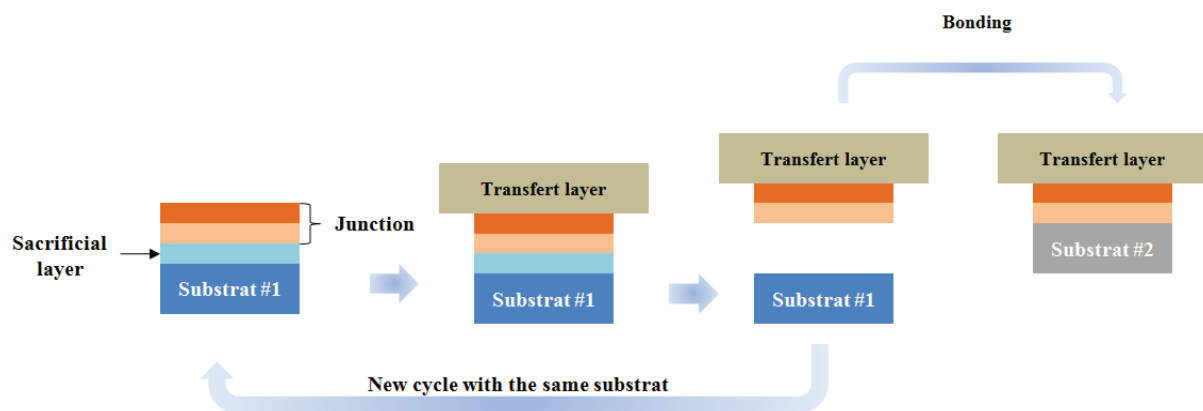 Bonding
Transfert layer
Transfert layer
Transfert layer
Junction
Sacrificial
layer
Substrat #1
Substrat #1
Substrat #1
Substrat #2
New cycle with the same substrat